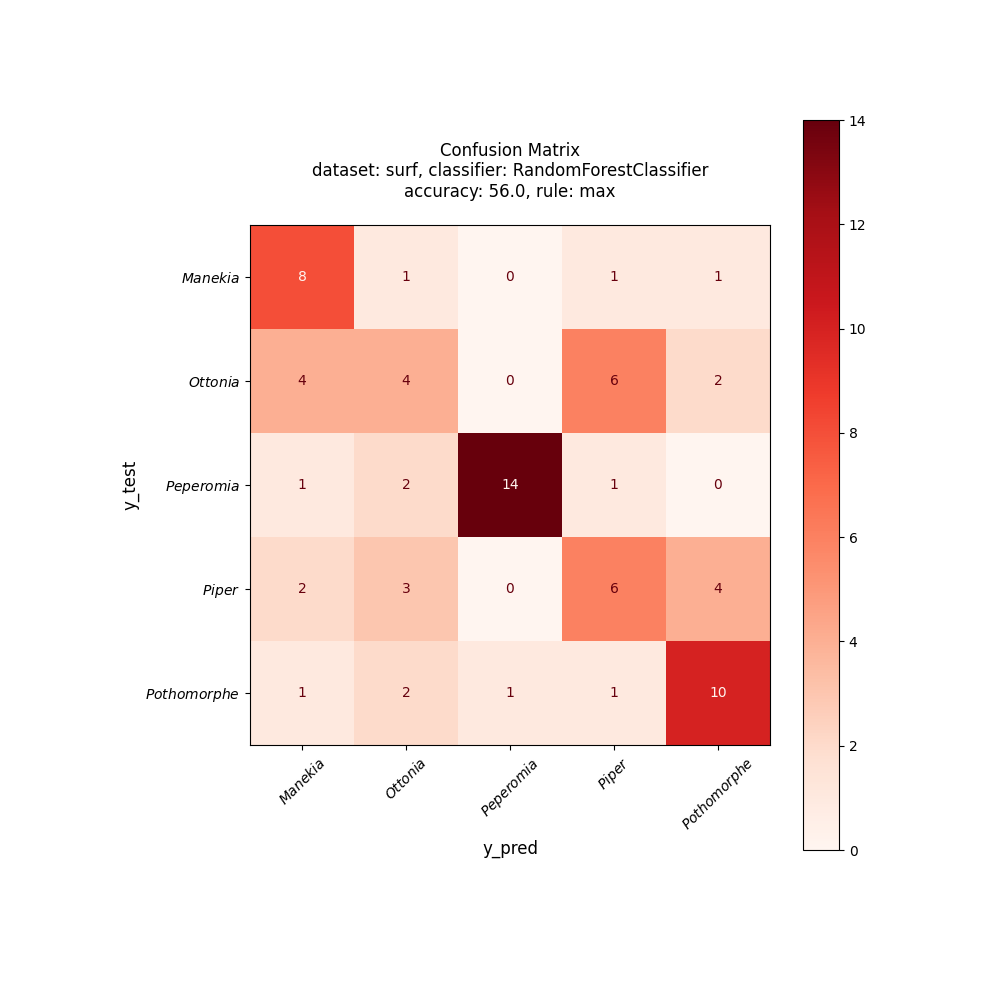 Confusion Matrix
dataset: surf, classifier: RandomForestClassifier
accuracy: 56.0, rule: max
14
12
10
8
6
4
2
0
y_test
Manekia 8 1 0 1 1
Ottonia 4 4 0 6 2
Peperomia 1 2 14 1 0
Piper 2 3 0 6 4
Pothomorphe 1 2 1 1 10
Manekia Ottonia Peperomia Piper Pothomorphe
y_pred